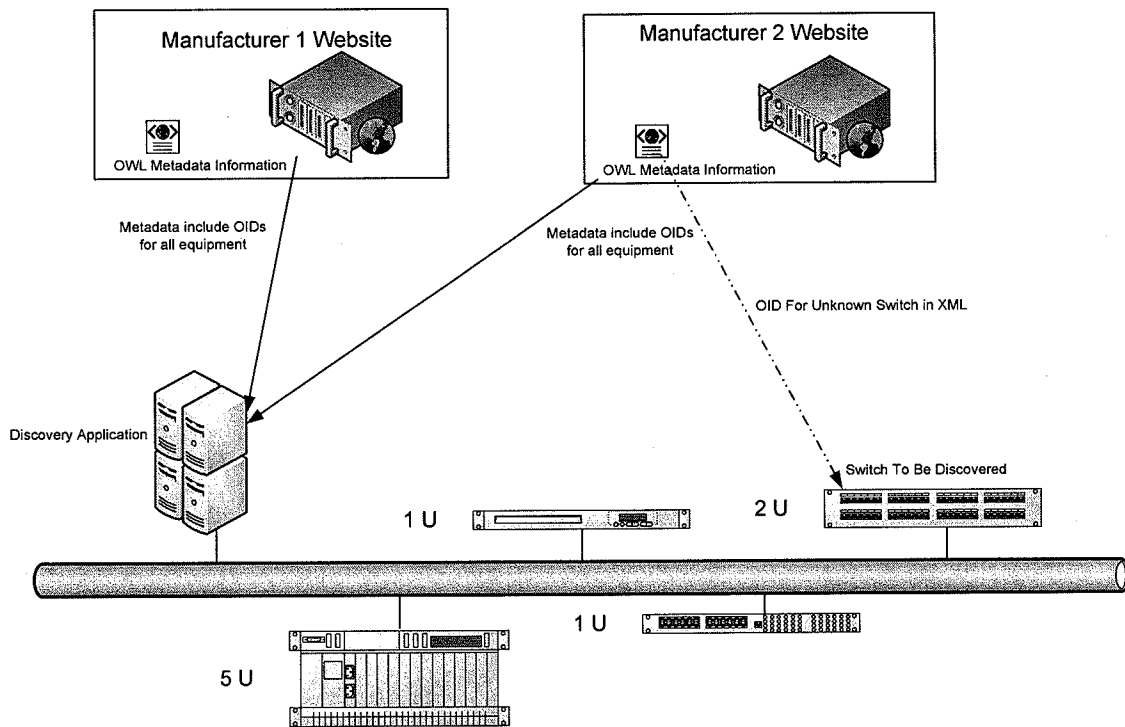 Manufacturer 1 Website
Manufacturer 2 Website
OWL Metadata Information
OWL Metadata Information
Metadata include OIDs
for all equipment
Metadata include OIDs
for all equipment
OID For Unknown Switch in XML
Discovery Application
Switch To Be Discovered
1 U
2 U
1 U
5 U